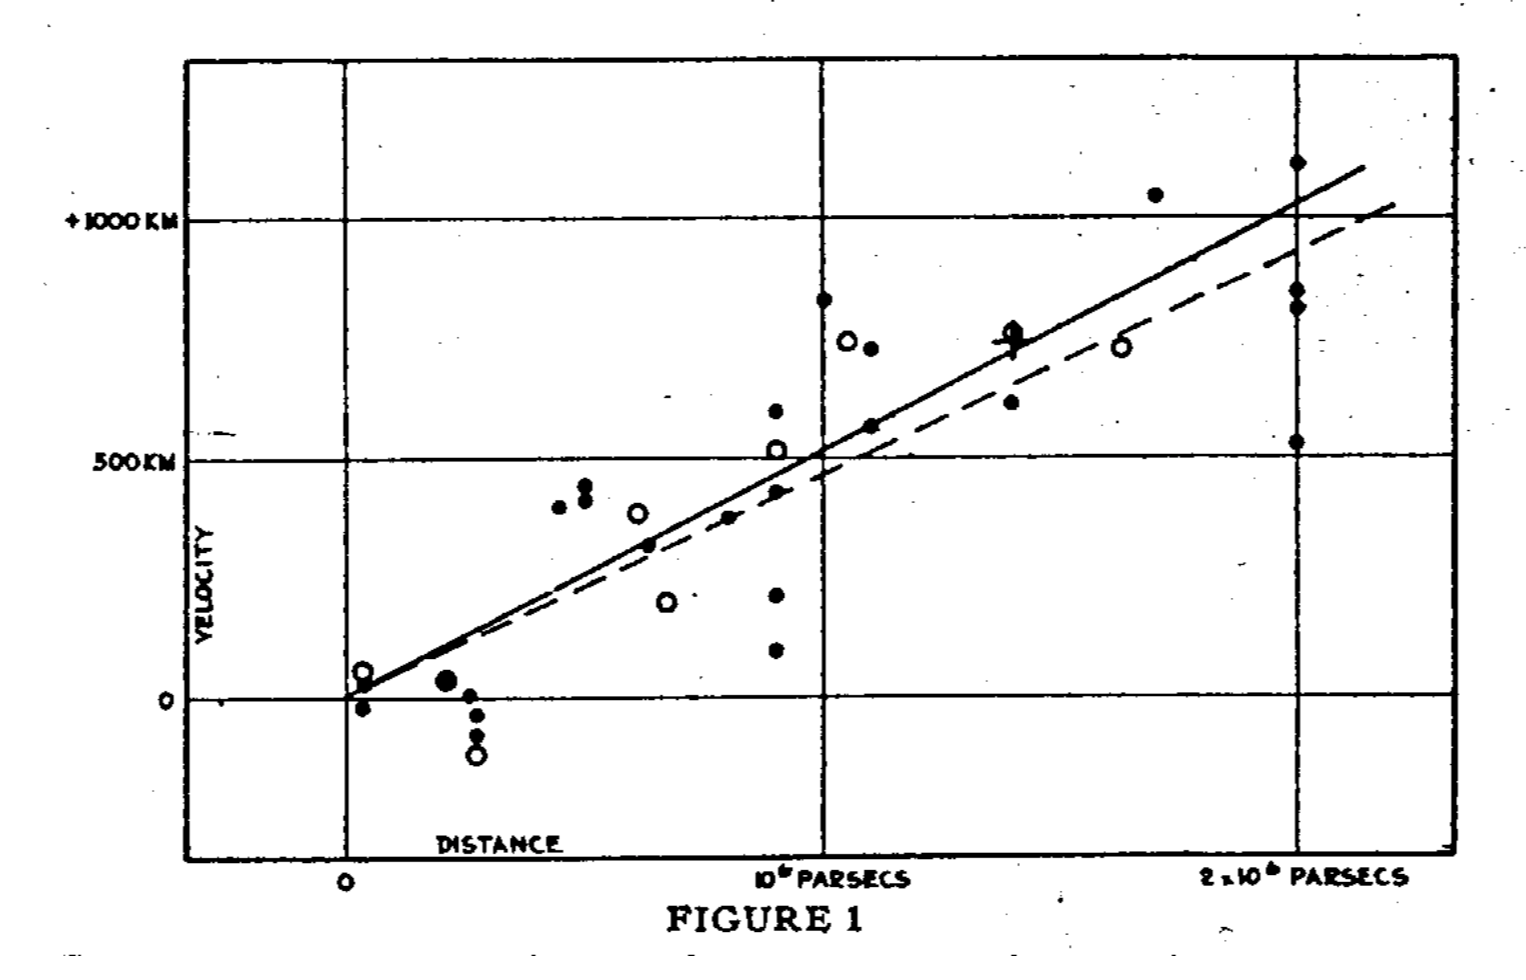 +1000 KM
500 KM
VELOCITY
0
DISTANCE
0
10⁶ PARSECS
2 x 10⁶ PARSECS
FIGURE 1